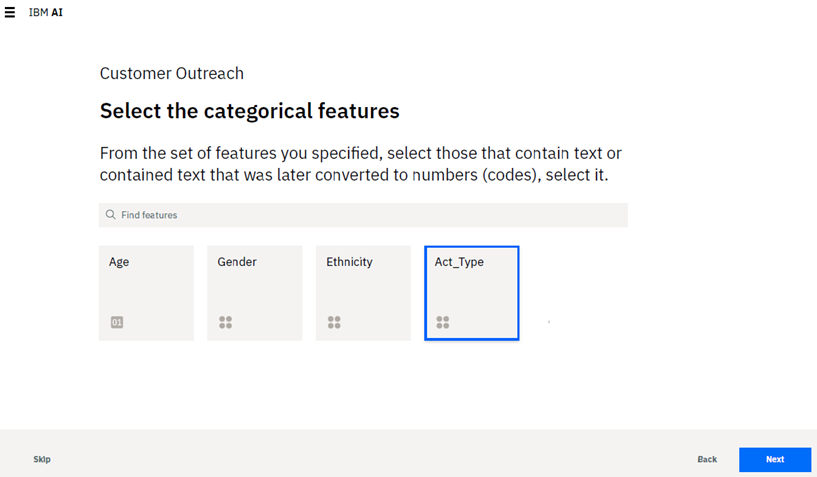 IBM AI
Customer Outreach
Select the categorical features
From the set of features you specified, select those that contain text or
contained text that was later converted to numbers (codes), select it.
Find features
Age
Gender
Ethnicity
Act_Type
01
Skip
Back
Next